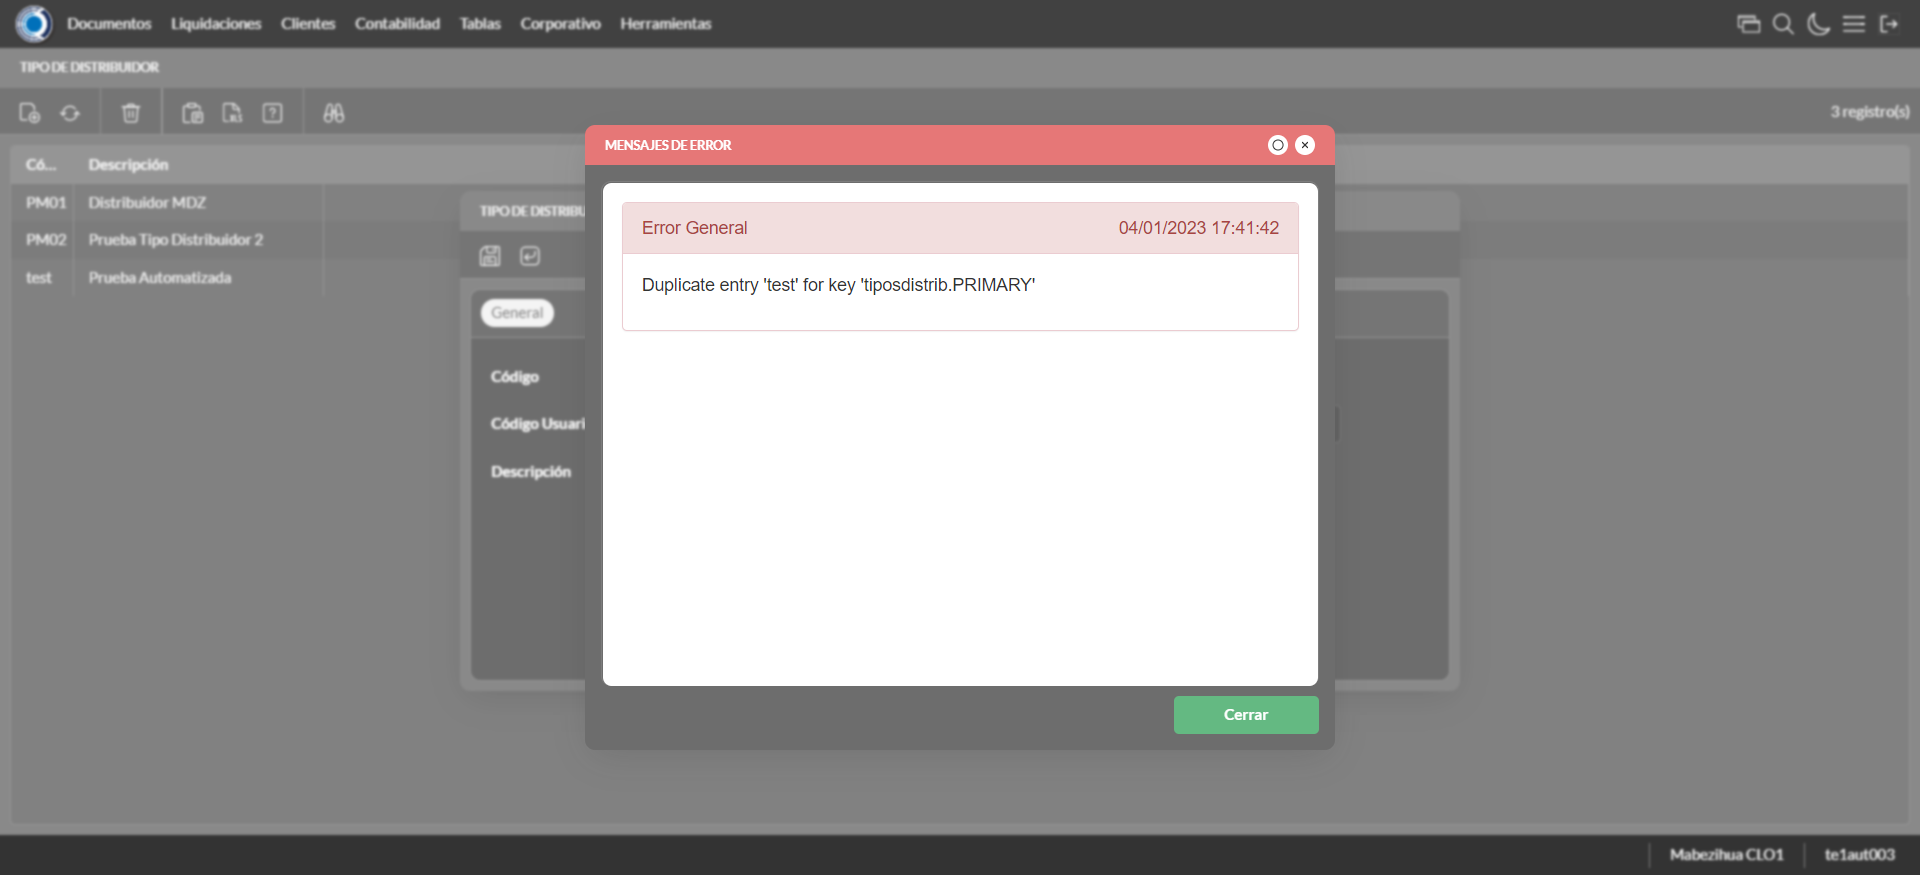 Documentos Liquidaciones Clientes Contabilidad Tablas Corporativo Herramientas
TIPO DE DISTRIBUIDOR
3 registro(s)
Có... Descripción
PM01 Distribuidor MDZ
PM02 Prueba Tipo Distribuidor 2
test Prueba Automatizada
TIPO DE DISTRIBU
General
Código
Código Usuari
Descripción
MENSAJES DE ERROR
Error General 04/01/2023 17:41:42
Duplicate entry 'test' for key 'tiposdistrib.PRIMARY'
Cerrar
Mabezihua CLO1 te1aut003